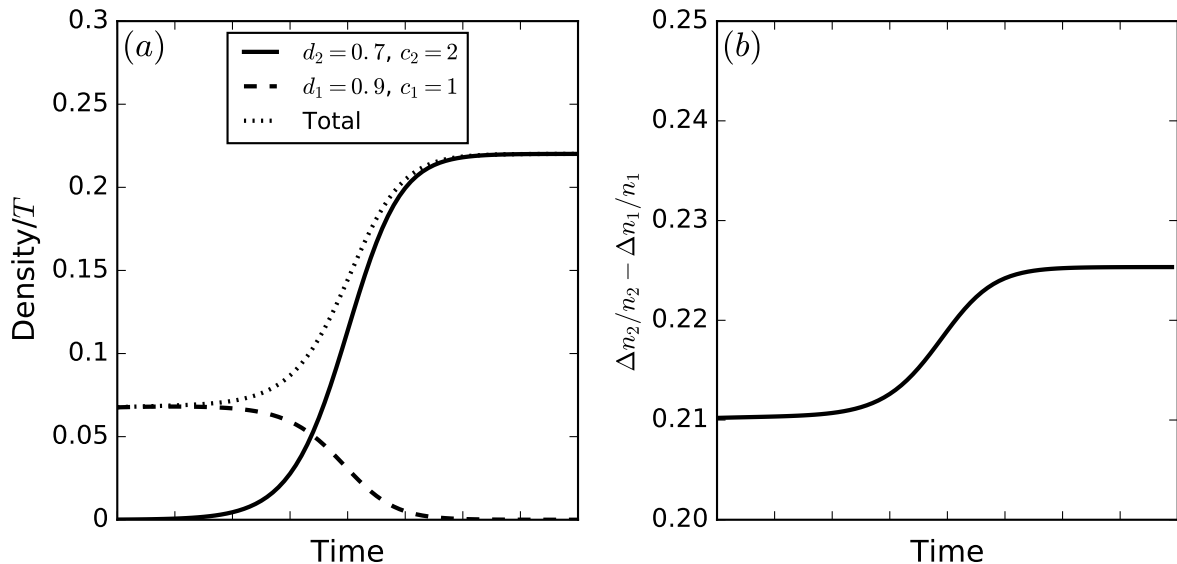 (a)
d₂ = 0.7, c₂ = 2
d₁ = 0.9, c₁ = 1
Total
Density/T
0.3
0.25
0.2
0.15
0.1
0.05
0
Time
(b)
Δn₂/n₂ − Δn₁/n₁
0.25
0.24
0.23
0.22
0.21
0.20
Time